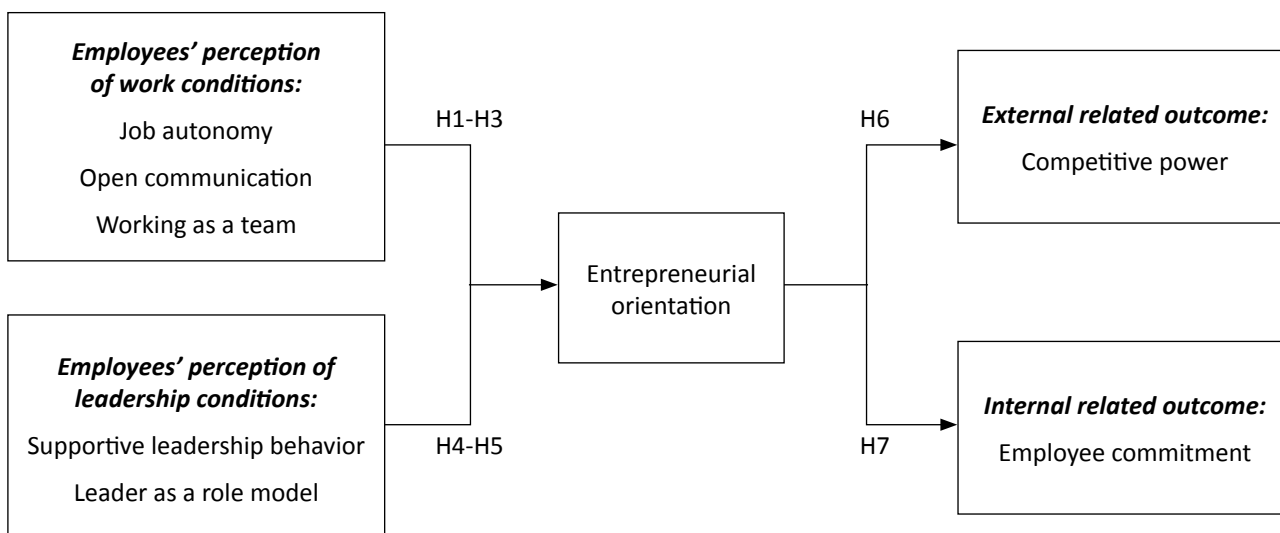 Employees’ perception
of work conditions:
Job autonomy
Open communication
Working as a team
H1-H3
Employees’ perception of
leadership conditions:
Supportive leadership behavior
Leader as a role model
H4-H5
Entrepreneurial
orientation
H6
External related outcome:
Competitive power
H7
Internal related outcome:
Employee commitment